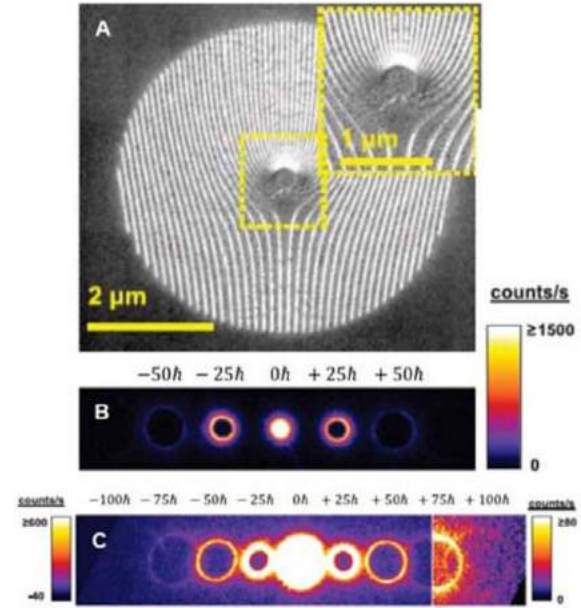 A
1 µm
2 µm
counts/s
≥1500
0
−50ħ −25ħ 0ħ +25ħ +50ħ
B
counts/s −100ħ −75ħ −50ħ −25ħ 0ħ +25ħ +50ħ +75ħ +100ħ counts/s
≥600
C
≥80
-40
0